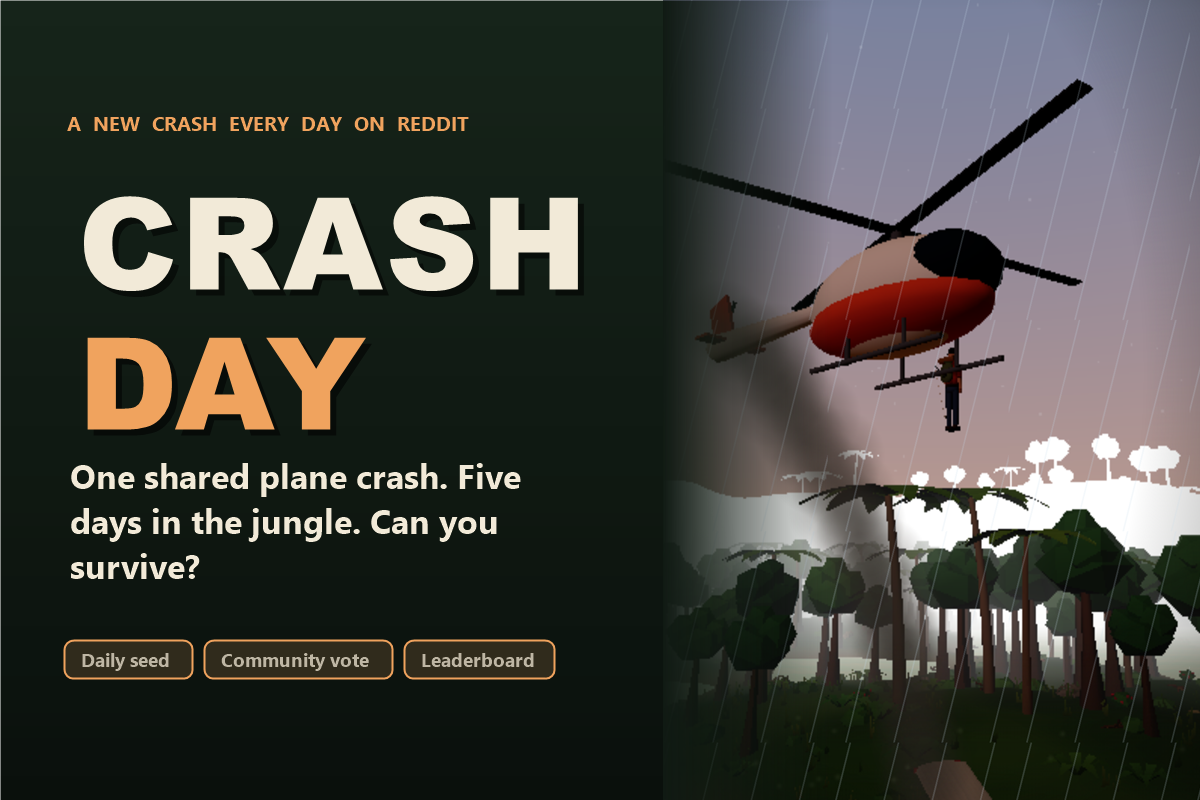 A NEW CRASH EVERY DAY ON REDDIT
CRASH
DAY
One shared plane crash. Five
days in the jungle. Can you
survive?
Daily seed
Community vote
Leaderboard